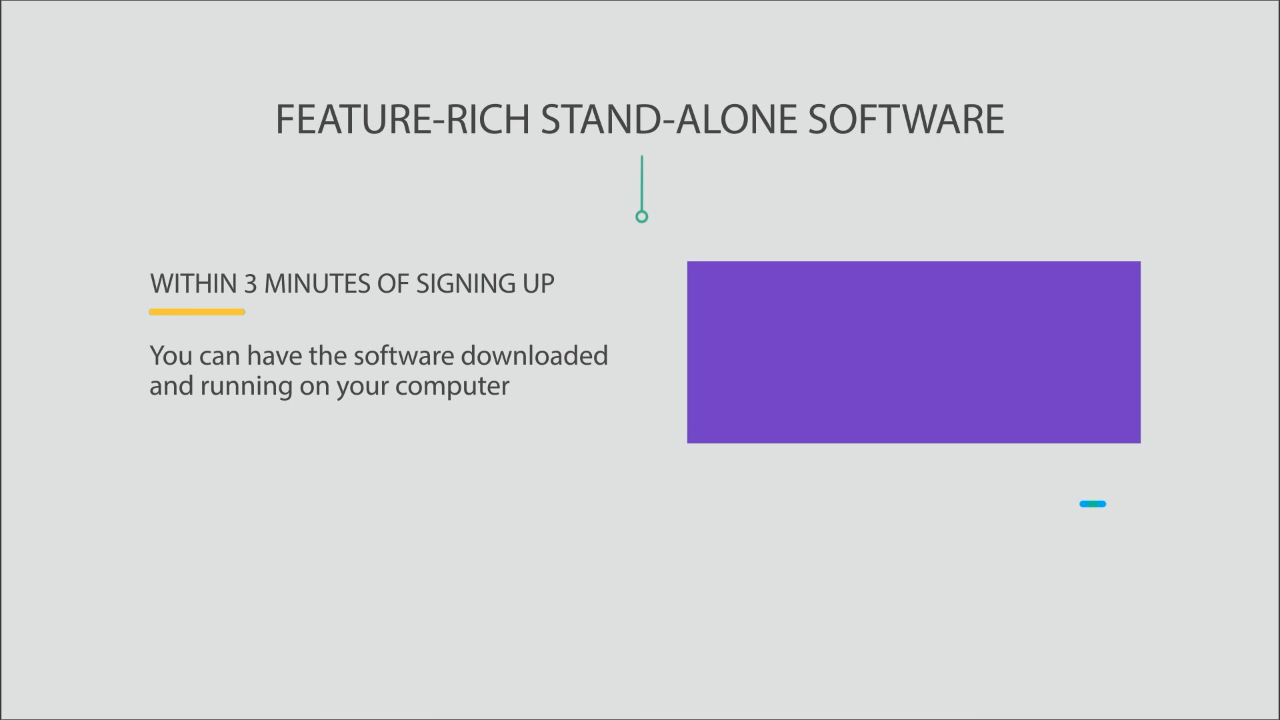 FEATURE-RICH STAND-ALONE SOFTWARE
WITHIN 3 MINUTES OF SIGNING UP
You can have the software downloaded
and running on your computer